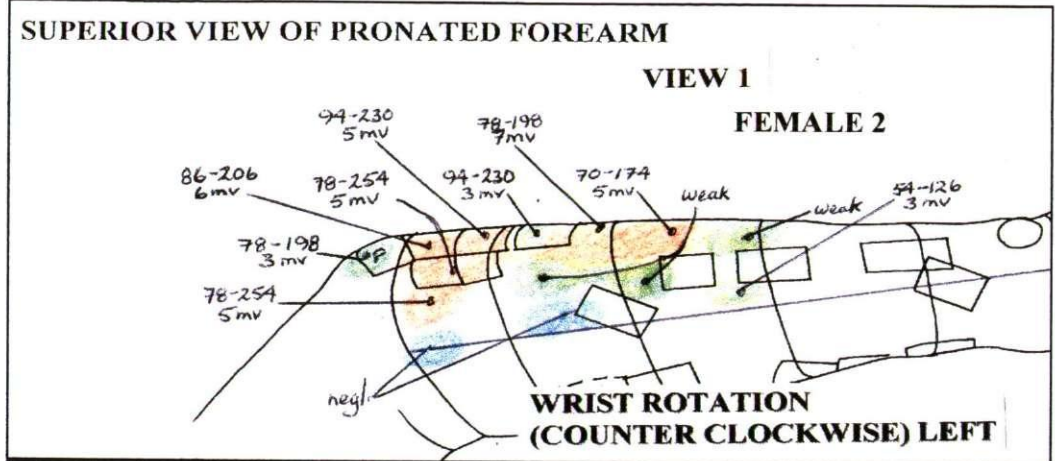 SUPERIOR VIEW OF PRONATED FOREARM
VIEW 1
FEMALE 2
94-230
5mv
78-198
7mv
86-206
6mv
78-254
5mv
94-230
3mv
70-174
5mv
weak
weak
54-126
3mv
78-198
3mv
78-254
5mv
negl.
WRIST ROTATION
(COUNTER CLOCKWISE) LEFT